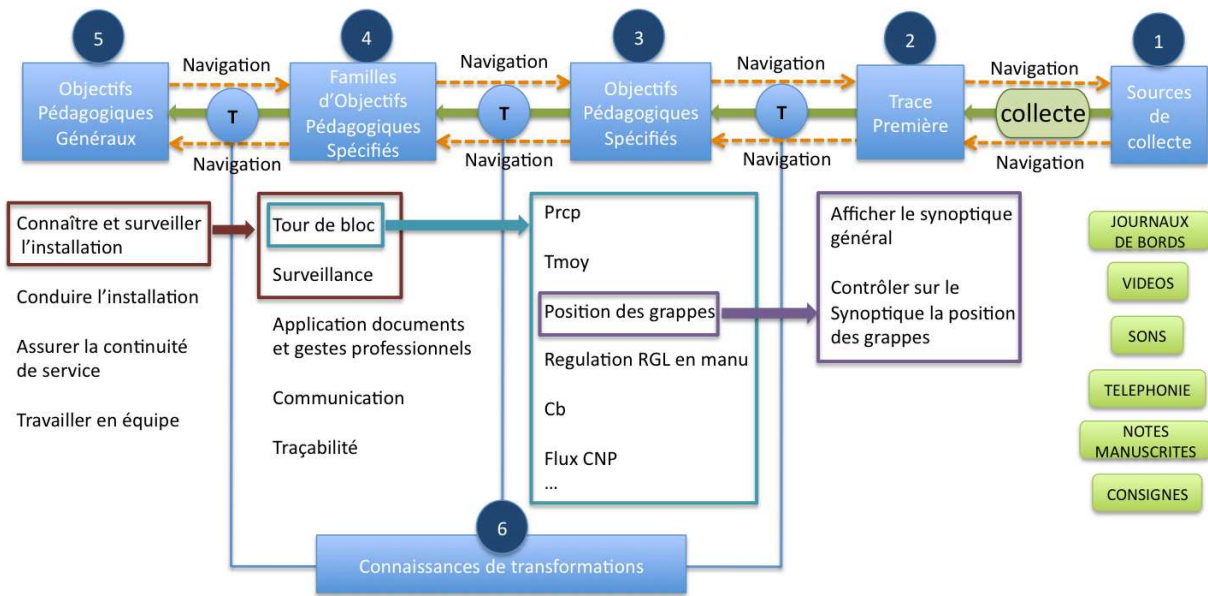 5
4
3
2
1
Objectifs
Pédagogiques
Généraux
Navigation
T
Navigation
Familles
d’Objectifs
Pédagogiques
Spécifiés
Navigation
T
Navigation
Objectifs
Pédagogiques
Spécifiés
Navigation
T
Navigation
Trace
Première
Navigation
collecte
Navigation
Sources
de
collecte
Connaître et surveiller
l’installation
Conduire l’installation
Assurer la continuité
de service
Travailler en équipe
Tour de bloc
Surveillance
Application documents
et gestes professionnels
Communication
Traçabilité
Prcp
Tmoy
Position des grappes
Regulation RGL en manu
Cb
Flux CNP
...
Afficher le synoptique
général
Contrôler sur le
Synoptique la position
des grappes
JOURNAUX
DE BORDS
VIDEOS
SONS
TELEPHONIE
NOTES
MANUSCRITES
CONSIGNES
6
Connaissances de transformations